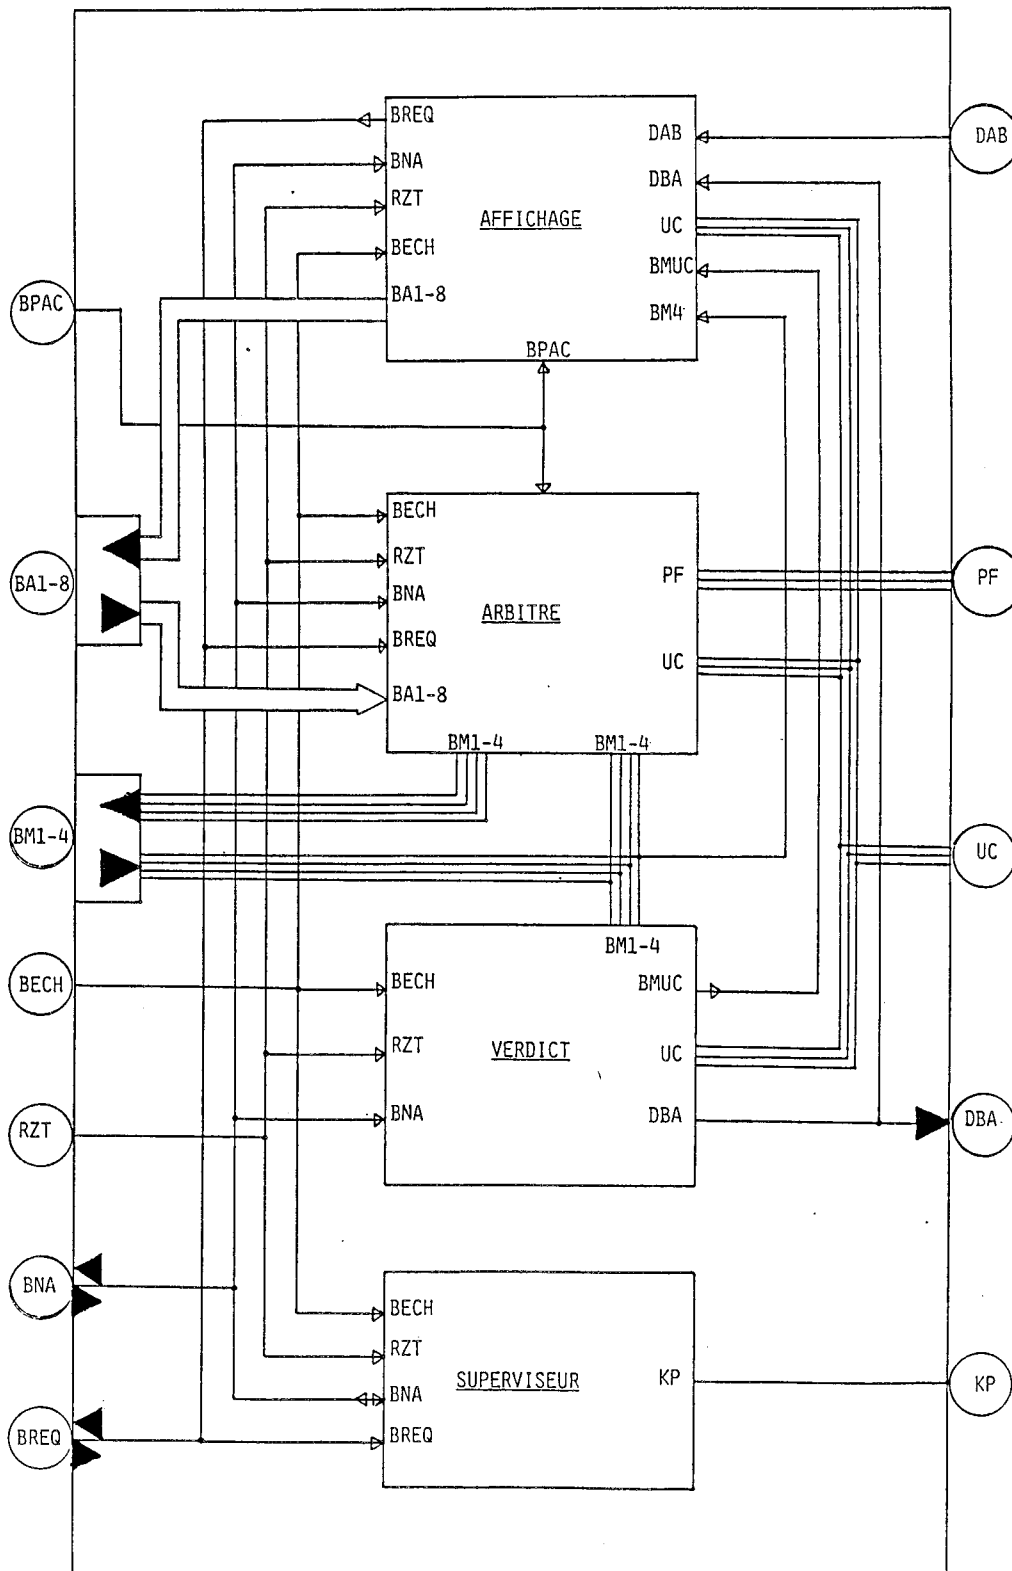 BREQ
BNA
RZT
BECH
BA1-8
AFFICHAGE
DAB
DBA
UC
BMUC
BM4
BPAC
DAB
BPAC
BECH
RZT
BNA
BREQ
BA1-8
ARBITRE
PF
UC
BM1-4
BM1-4
BA1-8
PF
BM1-4
UC
BM1-4
BECH
RZT
BNA
VERDICT
BMUC
UC
DBA
BECH
RZT
DBA
BNA
BECH
RZT
BNA
BREQ
SUPERVISEUR
KP
KP
BREQ